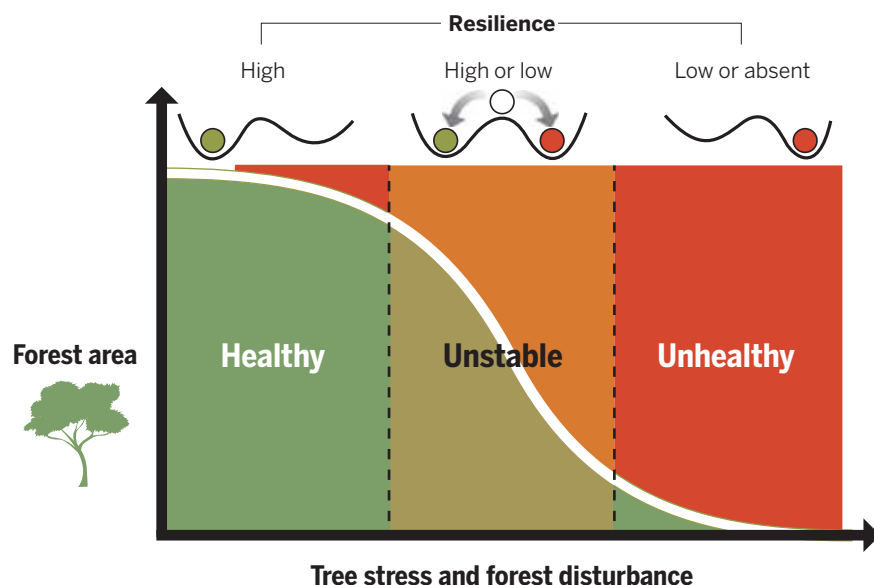 Resilience
High
High or low
Low or absent
Forest area
Healthy
Unstable
Unhealthy
Tree stress and forest disturbance